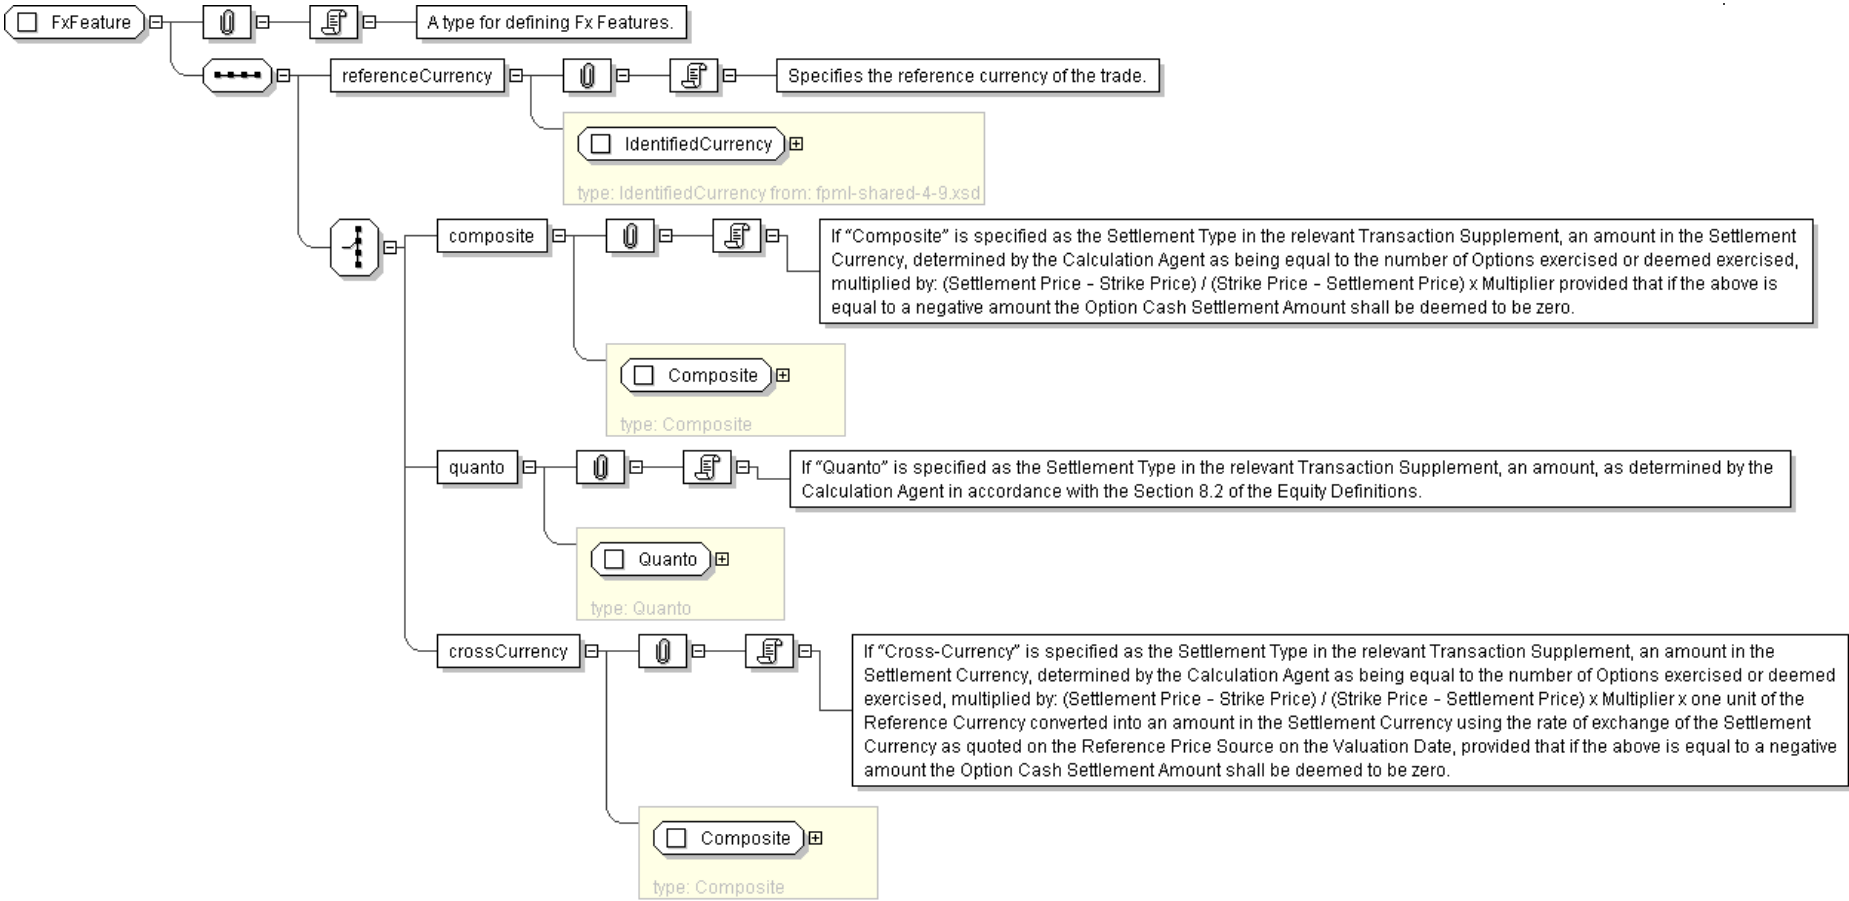 FxFeature
A type for defining Fx Features.
referenceCurrency
Specifies the reference currency of the trade.
IdentifiedCurrency
type: IdentifiedCurrency from: fpml-shared-4-9.xsd
composite
If “Composite” is specified as the Settlement Type in the relevant Transaction Supplement, an amount in the Settlement
Currency, determined by the Calculation Agent as being equal to the number of Options exercised or deemed exercised,
multiplied by: (Settlement Price – Strike Price) / (Strike Price – Settlement Price) x Multiplier provided that if the above is
equal to a negative amount the Option Cash Settlement Amount shall be deemed to be zero.
Composite
type: Composite
quanto
If “Quanto” is specified as the Settlement Type in the relevant Transaction Supplement, an amount, as determined by the
Calculation Agent in accordance with the Section 8.2 of the Equity Definitions.
Quanto
type: Quanto
crossCurrency
If “Cross-Currency” is specified as the Settlement Type in the relevant Transaction Supplement, an amount in the
Settlement Currency, determined by the Calculation Agent as being equal to the number of Options exercised or deemed
exercised, multiplied by: (Settlement Price – Strike Price) / (Strike Price – Settlement Price) x Multiplier x one unit of the
Reference Currency converted into an amount in the Settlement Currency using the rate of exchange of the Settlement
Currency as quoted on the Reference Price Source on the Valuation Date, provided that if the above is equal to a negative
amount the Option Cash Settlement Amount shall be deemed to be zero.
Composite
type: Composite